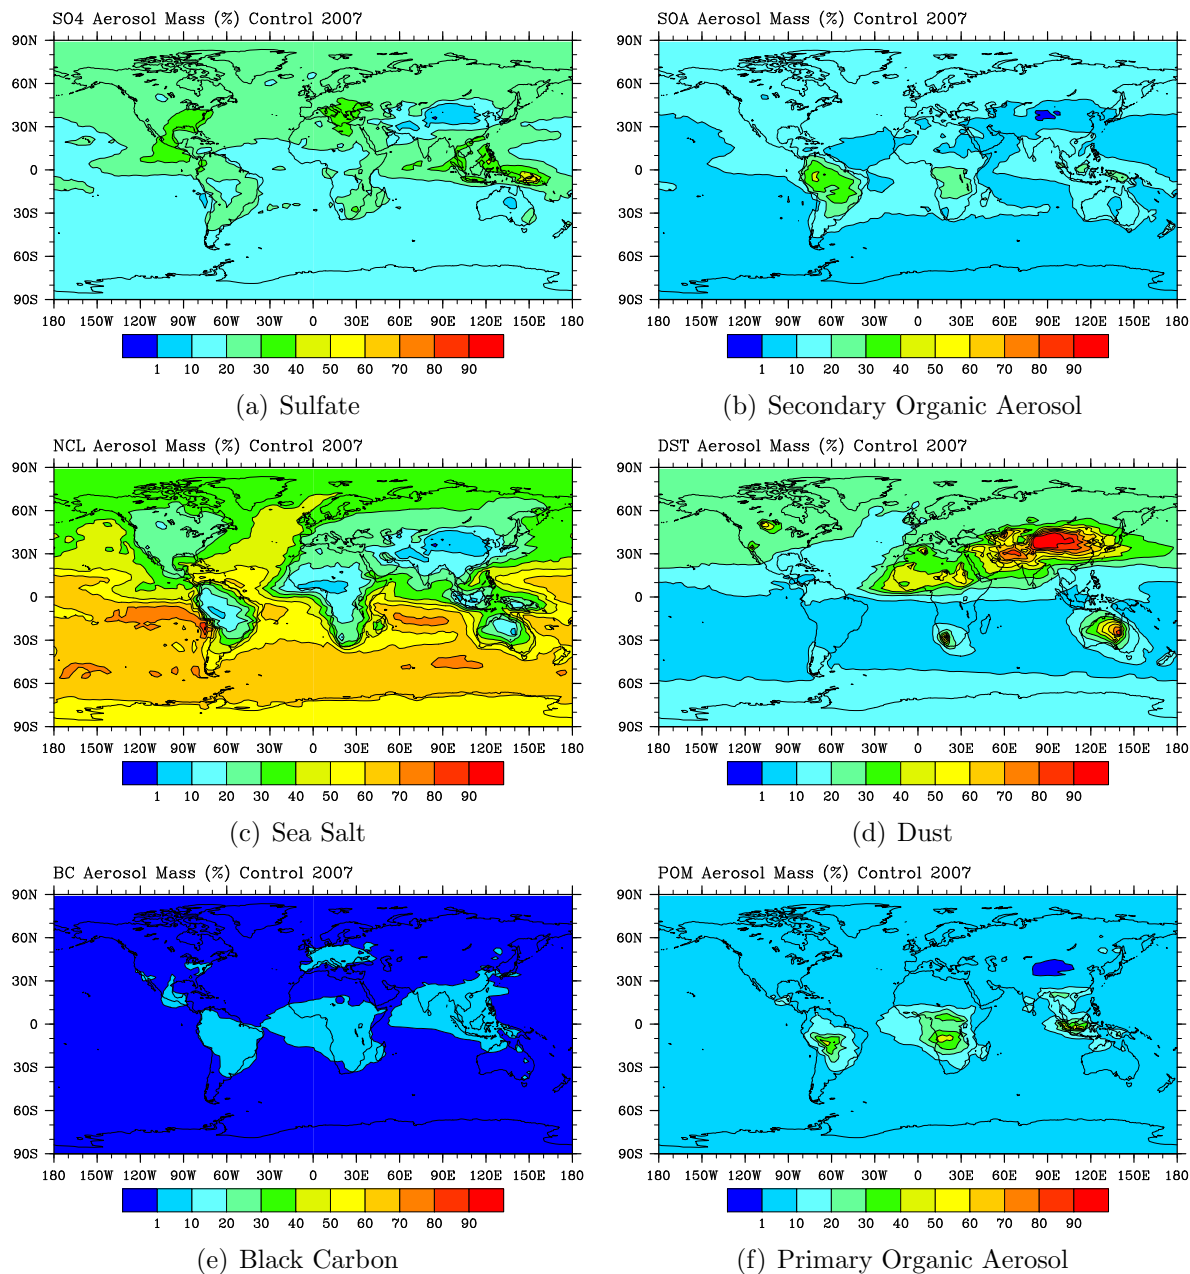 SO4 Aerosol Mass (%) Control 2007
90N
60N
30N
0
30S
60S
90S
180 150W 120W 90W 60W 30W 0 30E 60E 90E 120E 150E 180
1 10 20 30 40 50 60 70 80 90
(a) Sulfate
SOA Aerosol Mass (%) Control 2007
90N
60N
30N
0
30S
60S
90S
180 150W 120W 90W 60W 30W 0 30E 60E 90E 120E 150E 180
1 10 20 30 40 50 60 70 80 90
(b) Secondary Organic Aerosol
NCL Aerosol Mass (%) Control 2007
90N
60N
30N
0
30S
60S
90S
180 150W 120W 90W 60W 30W 0 30E 60E 90E 120E 150E 180
1 10 20 30 40 50 60 70 80 90
(c) Sea Salt
DST Aerosol Mass (%) Control 2007
90N
60N
30N
0
30S
60S
90S
180 150W 120W 90W 60W 30W 0 30E 60E 90E 120E 150E 180
1 10 20 30 40 50 60 70 80 90
(d) Dust
BC Aerosol Mass (%) Control 2007
90N
60N
30N
0
30S
60S
90S
180 150W 120W 90W 60W 30W 0 30E 60E 90E 120E 150E 180
1 10 20 30 40 50 60 70 80 90
(e) Black Carbon
POM Aerosol Mass (%) Control 2007
90N
60N
30N
0
30S
60S
90S
180 150W 120W 90W 60W 30W 0 30E 60E 90E 120E 150E 180
1 10 20 30 40 50 60 70 80 90
(f) Primary Organic Aerosol